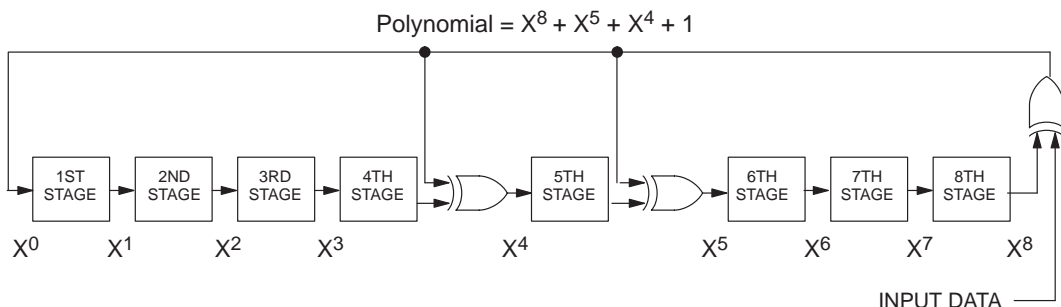 Polynomial = X⁸ + X⁵ + X⁴ + 1
1ST STAGE
2ND STAGE
3RD STAGE
4TH STAGE
5TH STAGE
6TH STAGE
7TH STAGE
8TH STAGE
X⁰ X¹ X² X³ X⁴ X⁵ X⁶ X⁷ X⁸
INPUT DATA